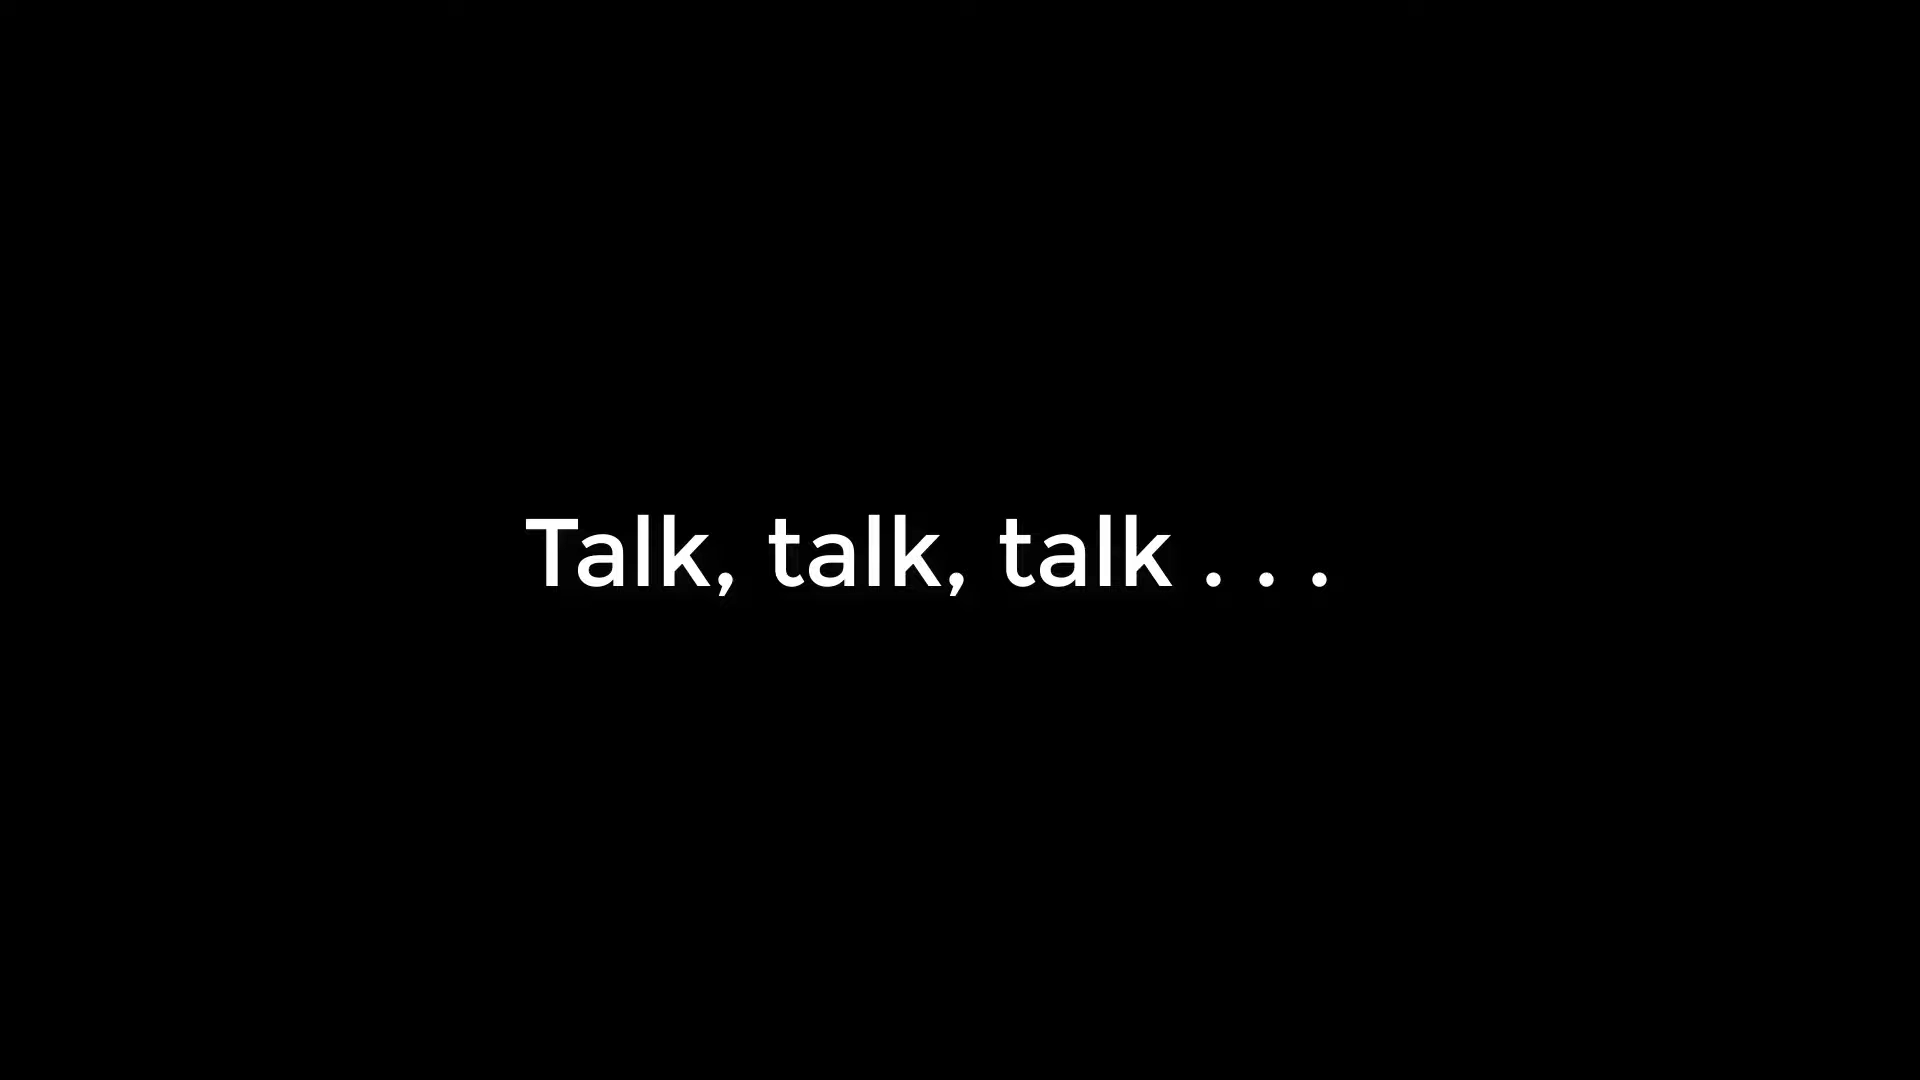 Talk, talk, talk . . .